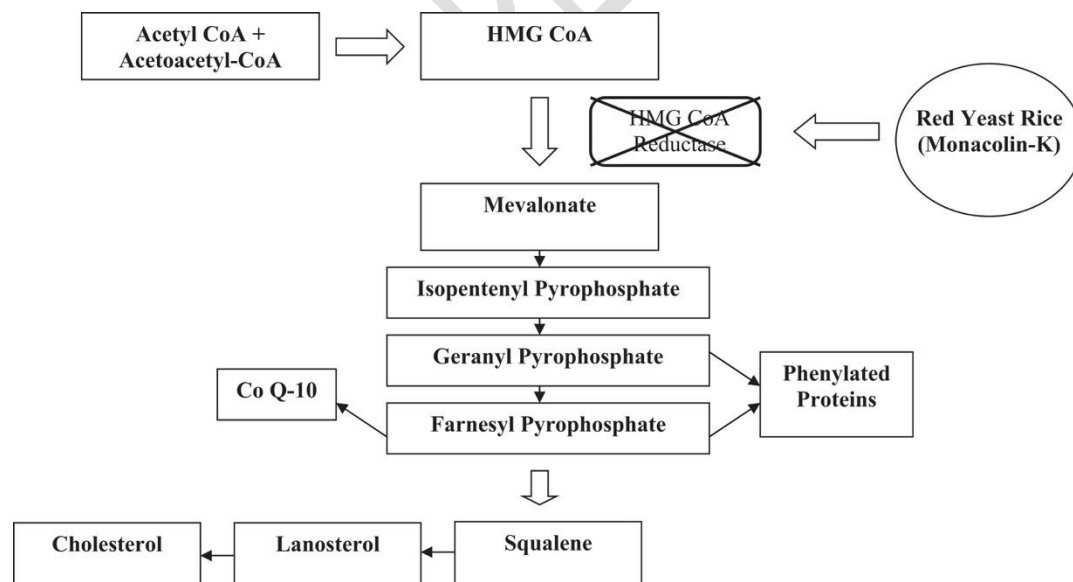 Acetyl CoA +
Acetoacetyl-CoA
HMG CoA
HMG CoA
Reductase
Red Yeast Rice
(Monacolin-K)
Mevalonate
Isopentenyl Pyrophosphate
Geranyl Pyrophosphate
Phenylated
Proteins
Co Q-10
Farnesyl Pyrophosphate
Cholesterol
Lanosterol
Squalene